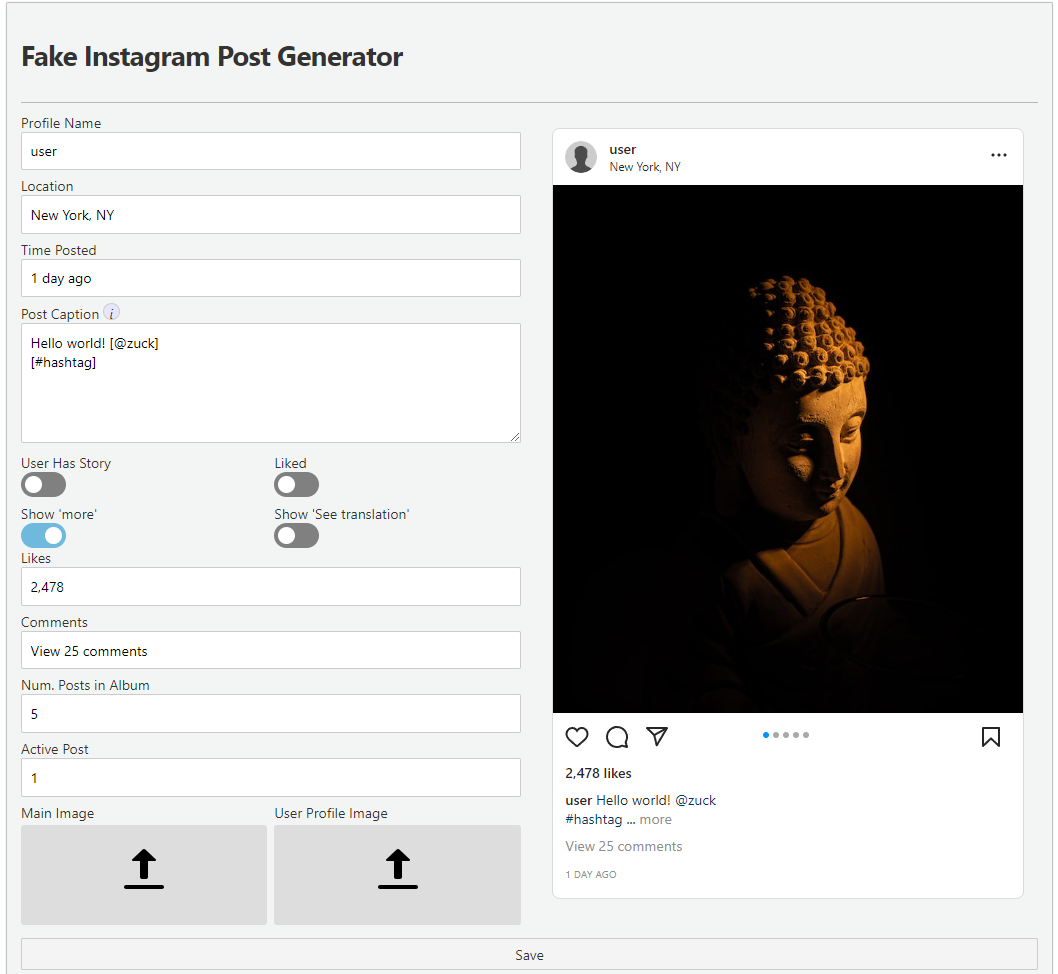 Fake Instagram Post Generator
Profile Name
user
Location
New York, NY
Time Posted
1 day ago
Post Caption i
Hello world! [@zuck]
[#hashtag]
User Has Story
Liked
Show 'more'
Show 'See translation'
Likes
2,478
Comments
View 25 comments
Num. Posts in Album
5
Active Post
1
Main Image
User Profile Image
user
New York, NY
2,478 likes
user Hello world! @zuck
#hashtag ... more
View 25 comments
1 DAY AGO
Save